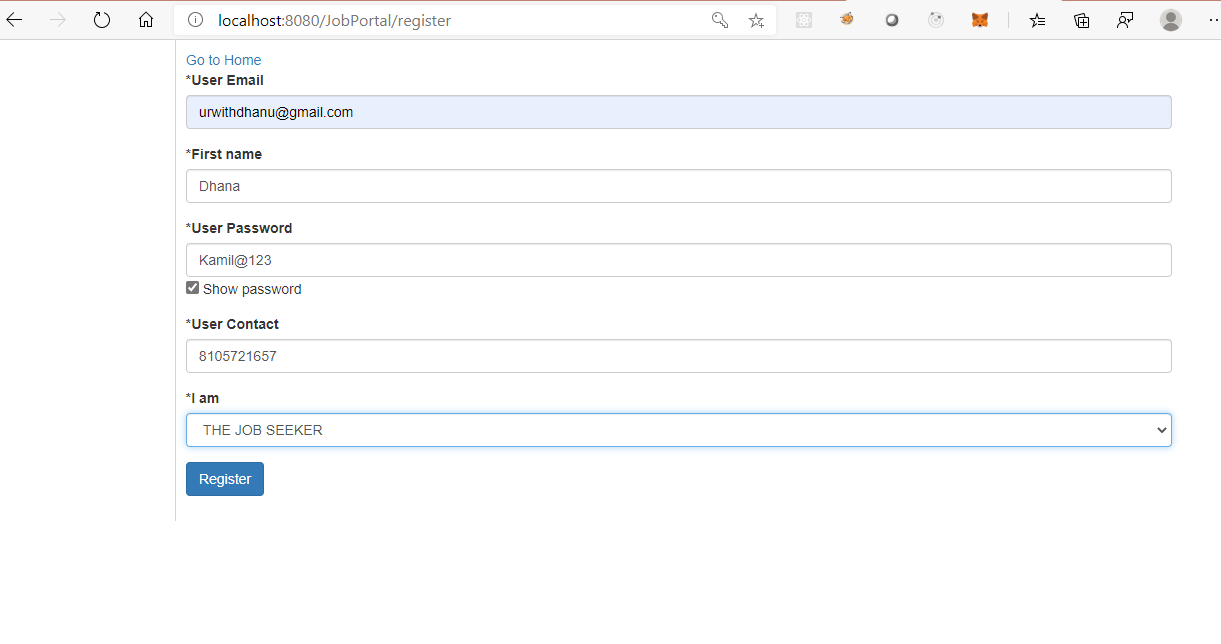 localhost:8080/JobPortal/register
Go to Home
*User Email
urwithdhanu@gmail.com
*First name
Dhana
*User Password
Kamil@123
Show password
*User Contact
8105721657
*I am
THE JOB SEEKER
Register